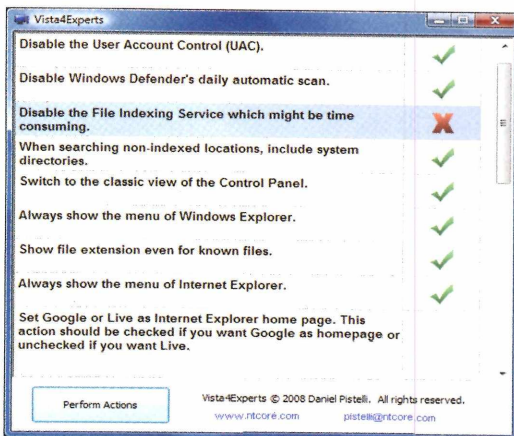 Vista4Experts
Disable the User Account Control (UAC).
Disable Windows Defender's daily automatic scan.
Disable the File Indexing Service which might be time
consuming.
When searching non-indexed locations, include system
directories.
Switch to the classic view of the Control Panel.
Always show the menu of Windows Explorer.
Show file extension even for known files.
Always show the menu of Internet Explorer.
Set Google or Live as Internet Explorer home page. This
action should be checked if you want Google as homepage or
unchecked if you want Live.
Perform Actions
Vista4Experts © 2008 Daniel Pistelli. All rights reserved.
www.ntcore.com pistelli@ntcore.com